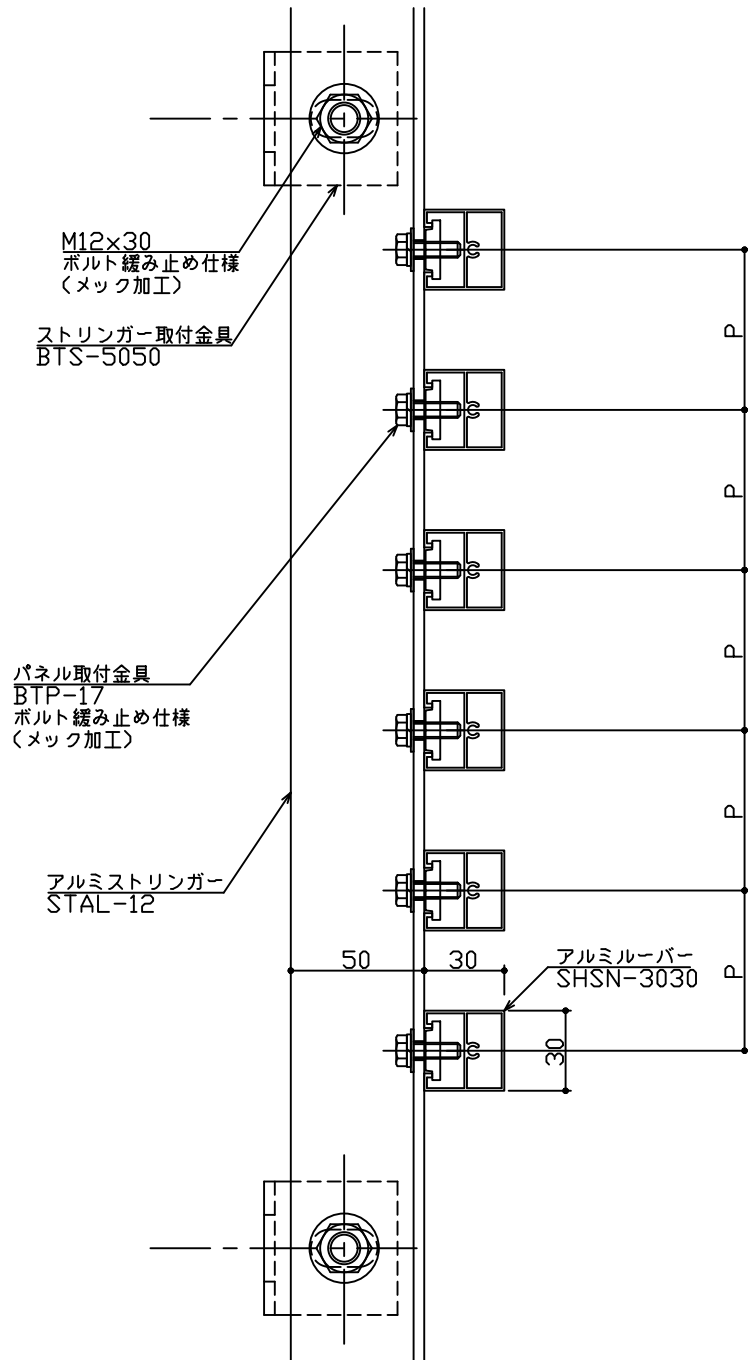 M12×30
ボルト緩み止め仕様
(メック加工)
ストリンガー取付金具
BTS-5050
P
P
パネル取付金具
BTP-17
ボルト緩み止め仕様
(メック加工)
P
P
アルミストリンガー
STAL-12
50
30
アルミルーバー
SHSN-3030
P
30